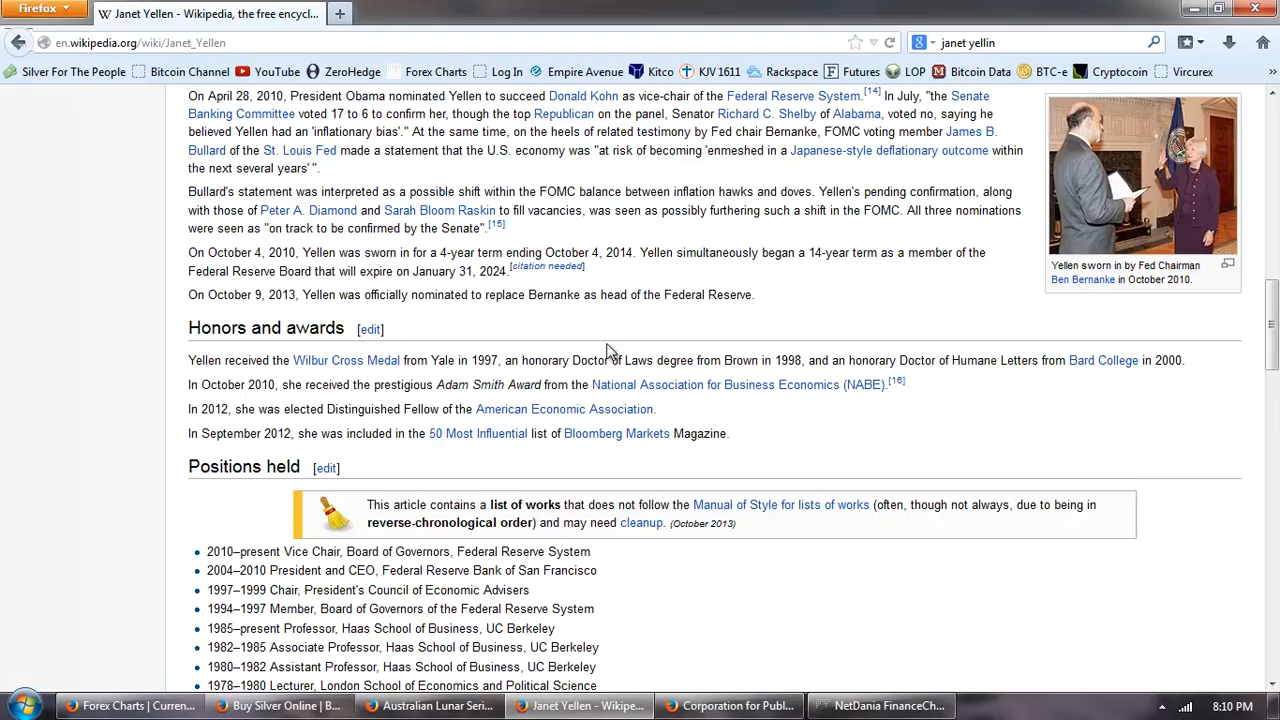 Firefox
Janet Yellen - Wikipedia, the free encycl...
en.wikipedia.org/wiki/Janet_Yellen
janet yellin
Silver For The People Bitcoin Channel YouTube ZeroHedge Forex Charts Log In Empire Avenue Kitco KJV 1611 Rackspace Futures LOP Bitcoin Data BTC-e Cryptocoin Vircurex »
On April 28, 2010, President Obama nominated Yellen to succeed Donald Kohn as vice-chair of the Federal Reserve System.[14] In July, "the Senate
Banking Committee voted 17 to 6 to confirm her, though the top Republican on the panel, Senator Richard C. Shelby of Alabama, voted no, saying he
believed Yellen had an 'inflationary bias'." At the same time, on the heels of related testimony by Fed chair Bernanke, FOMC voting member James B.
Bullard of the St. Louis Fed made a statement that the U.S. economy was "at risk of becoming 'enmeshed in a Japanese-style deflationary outcome within
the next several years' ".
Bullard's statement was interpreted as a possible shift within the FOMC balance between inflation hawks and doves. Yellen's pending confirmation, along
with those of Peter A. Diamond and Sarah Bloom Raskin to fill vacancies, was seen as possibly furthering such a shift in the FOMC. All three nominations
were seen as "on track to be confirmed by the Senate".[15]
On October 4, 2010, Yellen was sworn in for a 4-year term ending October 4, 2014. Yellen simultaneously began a 14-year term as a member of the
Federal Reserve Board that will expire on January 31, 2024.[citation needed]
On October 9, 2013, Yellen was officially nominated to replace Bernanke as head of the Federal Reserve.
Yellen sworn in by Fed Chairman
Ben Bernanke in October 2010.
Honors and awards [edit]
Yellen received the Wilbur Cross Medal from Yale in 1997, an honorary Doctor of Laws degree from Brown in 1998, and an honorary Doctor of Humane Letters from Bard College in 2000.
In October 2010, she received the prestigious Adam Smith Award from the National Association for Business Economics (NABE).[16]
In 2012, she was elected Distinguished Fellow of the American Economic Association.
In September 2012, she was included in the 50 Most Influential list of Bloomberg Markets Magazine.
Positions held [edit]
This article contains a list of works that does not follow the Manual of Style for lists of works (often, though not always, due to being in
reverse-chronological order) and may need cleanup. (October 2013)
2010–present Vice Chair, Board of Governors, Federal Reserve System
2004–2010 President and CEO, Federal Reserve Bank of San Francisco
1997–1999 Chair, President's Council of Economic Advisers
1994–1997 Member, Board of Governors of the Federal Reserve System
1985–present Professor, Haas School of Business, UC Berkeley
1982–1985 Associate Professor, Haas School of Business, UC Berkeley
1980–1982 Assistant Professor, Haas School of Business, UC Berkeley
1978–1980 Lecturer, London School of Economics and Political Science
Forex Charts | Curren... Buy Silver Online | B... Australian Lunar Seri... Janet Yellen - Wikipe... Corporation for Publ... NetDania FinanceCh... 8:10 PM